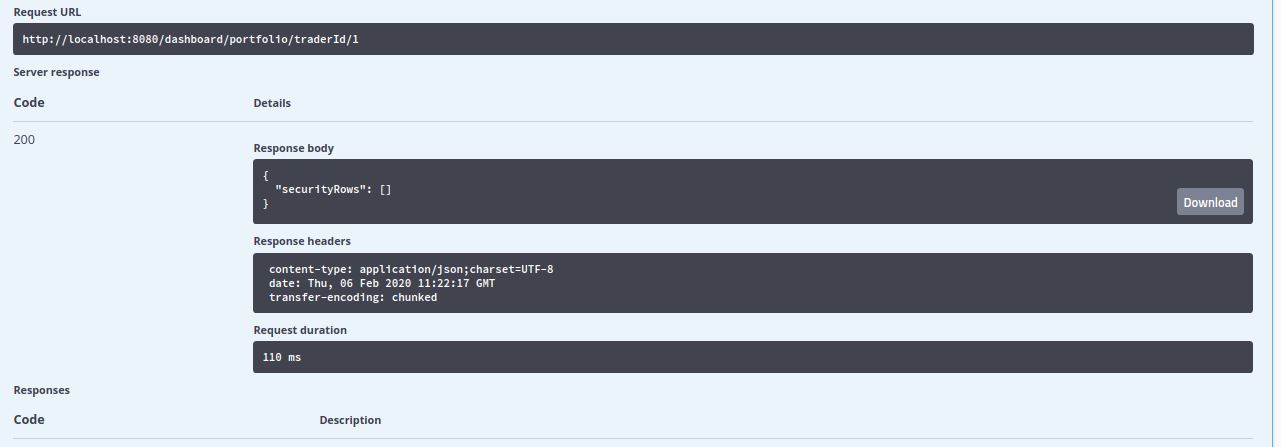 Request URL
http://localhost:8080/dashboard/portfolio/traderId/1
Server response
Code Details
200
Response body
{
"securityRows": []
}
Download
Response headers
content-type: application/json;charset=UTF-8
date: Thu, 06 Feb 2020 11:22:17 GMT
transfer-encoding: chunked
Request duration
110 ms
Responses
Code Description